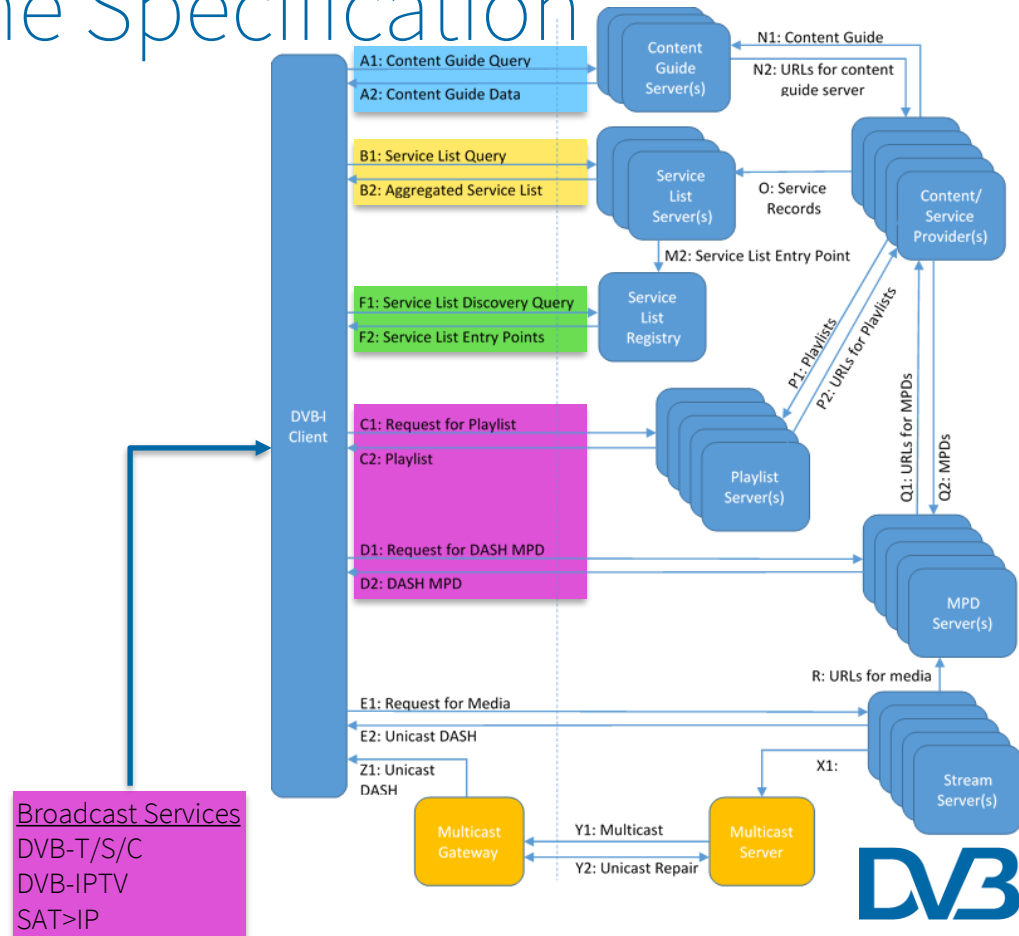 ne Specification
A1: Content Guide Query
A2: Content Guide Data
Content
Guide
Server(s)
N1: Content Guide
N2: URLs for content
guide server
B1: Service List Query
B2: Aggregated Service List
Service
List
Server(s)
O: Service
Records
Content/
Service
Provider(s)
M2: Service List Entry Point
F1: Service List Discovery Query
F2: Service List Entry Points
Service
List
Registry
P1: Playlists
P2: URLs for Playlists
DVB-I
Client
C1: Request for Playlist
C2: Playlist
Playlist
Server(s)
Q1: URLs for MPDs
Q2: MPDs
D1: Request for DASH MPD
D2: DASH MPD
MPD
Server(s)
R: URLs for media
E1: Request for Media
E2: Unicast DASH
Z1: Unicast
DASH
X1:
Stream
Server(s)
Broadcast Services
DVB-T/S/C
DVB-IPTV
SAT>IP
Multicast
Gateway
Y1: Multicast
Y2: Unicast Repair
Multicast
Server
DVB